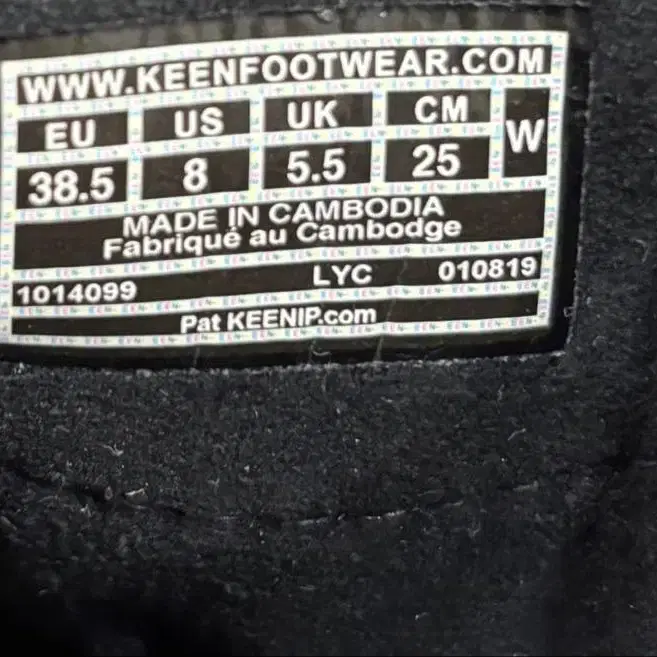 WWW.KEENFOOTWEAR.COM
EU US UK CM W
38.5 8 5.5 25
MADE IN CAMBODIA
Fabriqué au Cambodge
1014099 LYC 010819
Pat KEENIP.com